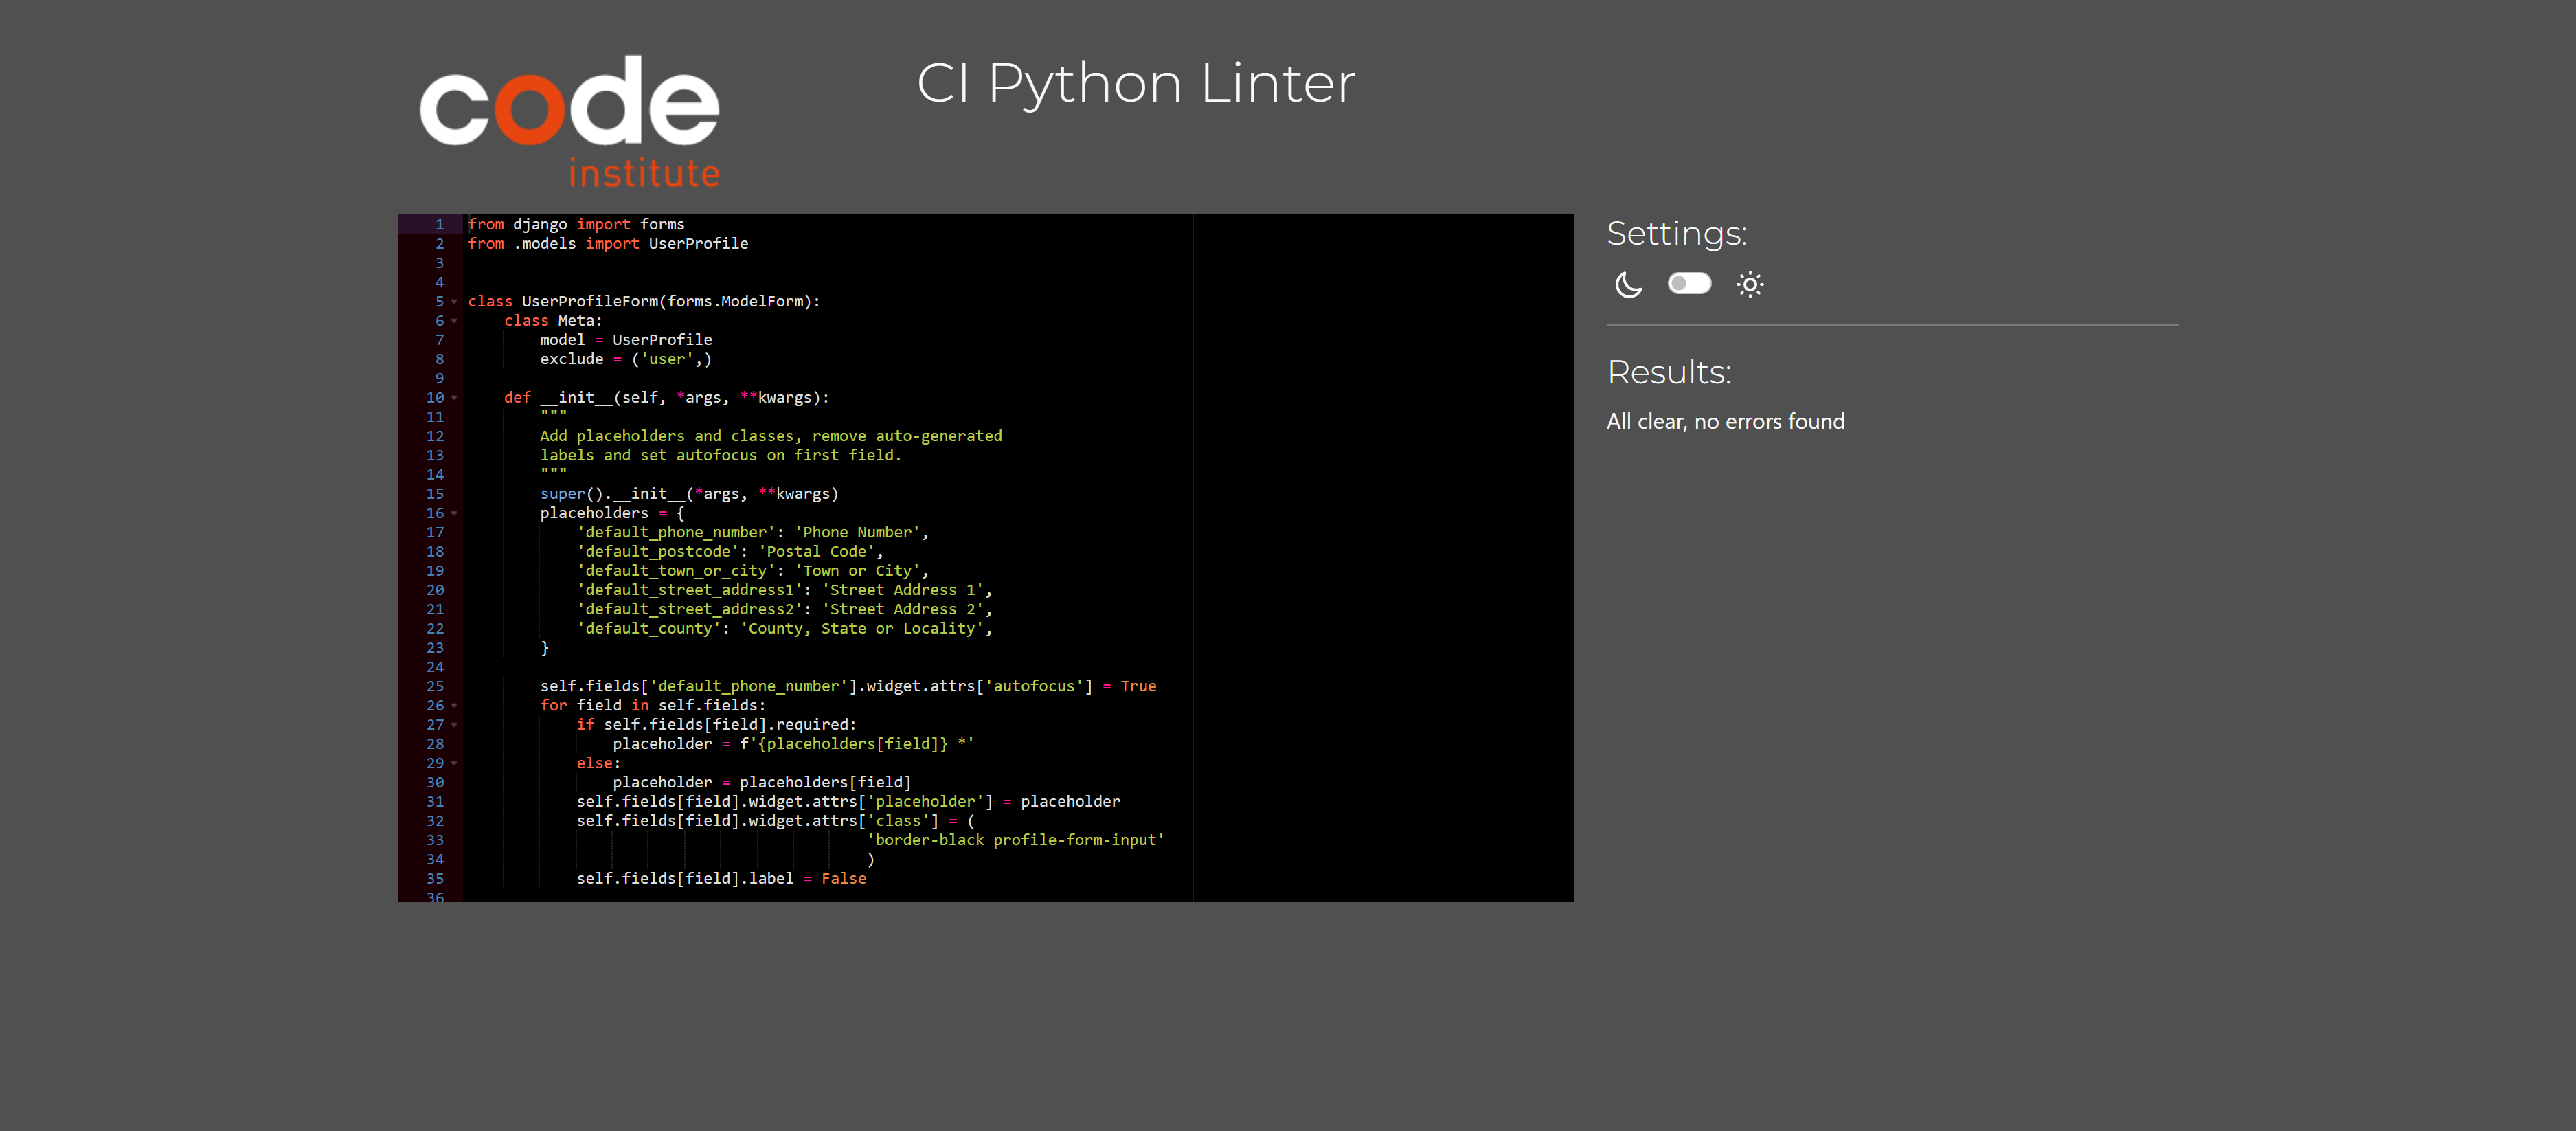 code
institute
CI Python Linter
1 from django import forms
2 from .models import UserProfile
3
4
5 class UserProfileForm(forms.ModelForm):
6     class Meta:
7         model = UserProfile
8         exclude = ('user',)
9
10     def __init__(self, *args, **kwargs):
11         """
12         Add placeholders and classes, remove auto-generated
13         labels and set autofocus on first field.
14         """
15         super().__init__(*args, **kwargs)
16         placeholders = {
17             'default_phone_number': 'Phone Number',
18             'default_postcode': 'Postal Code',
19             'default_town_or_city': 'Town or City',
20             'default_street_address1': 'Street Address 1',
21             'default_street_address2': 'Street Address 2',
22             'default_county': 'County, State or Locality',
23         }
24
25         self.fields['default_phone_number'].widget.attrs['autofocus'] = True
26         for field in self.fields:
27             if self.fields[field].required:
28                 placeholder = f'{placeholders[field]} *'
29             else:
30                 placeholder = placeholders[field]
31             self.fields[field].widget.attrs['placeholder'] = placeholder
32             self.fields[field].widget.attrs['class'] = (
33                                             'border-black profile-form-input'
34                                             )
35             self.fields[field].label = False
36
Settings:
Results:
All clear, no errors found